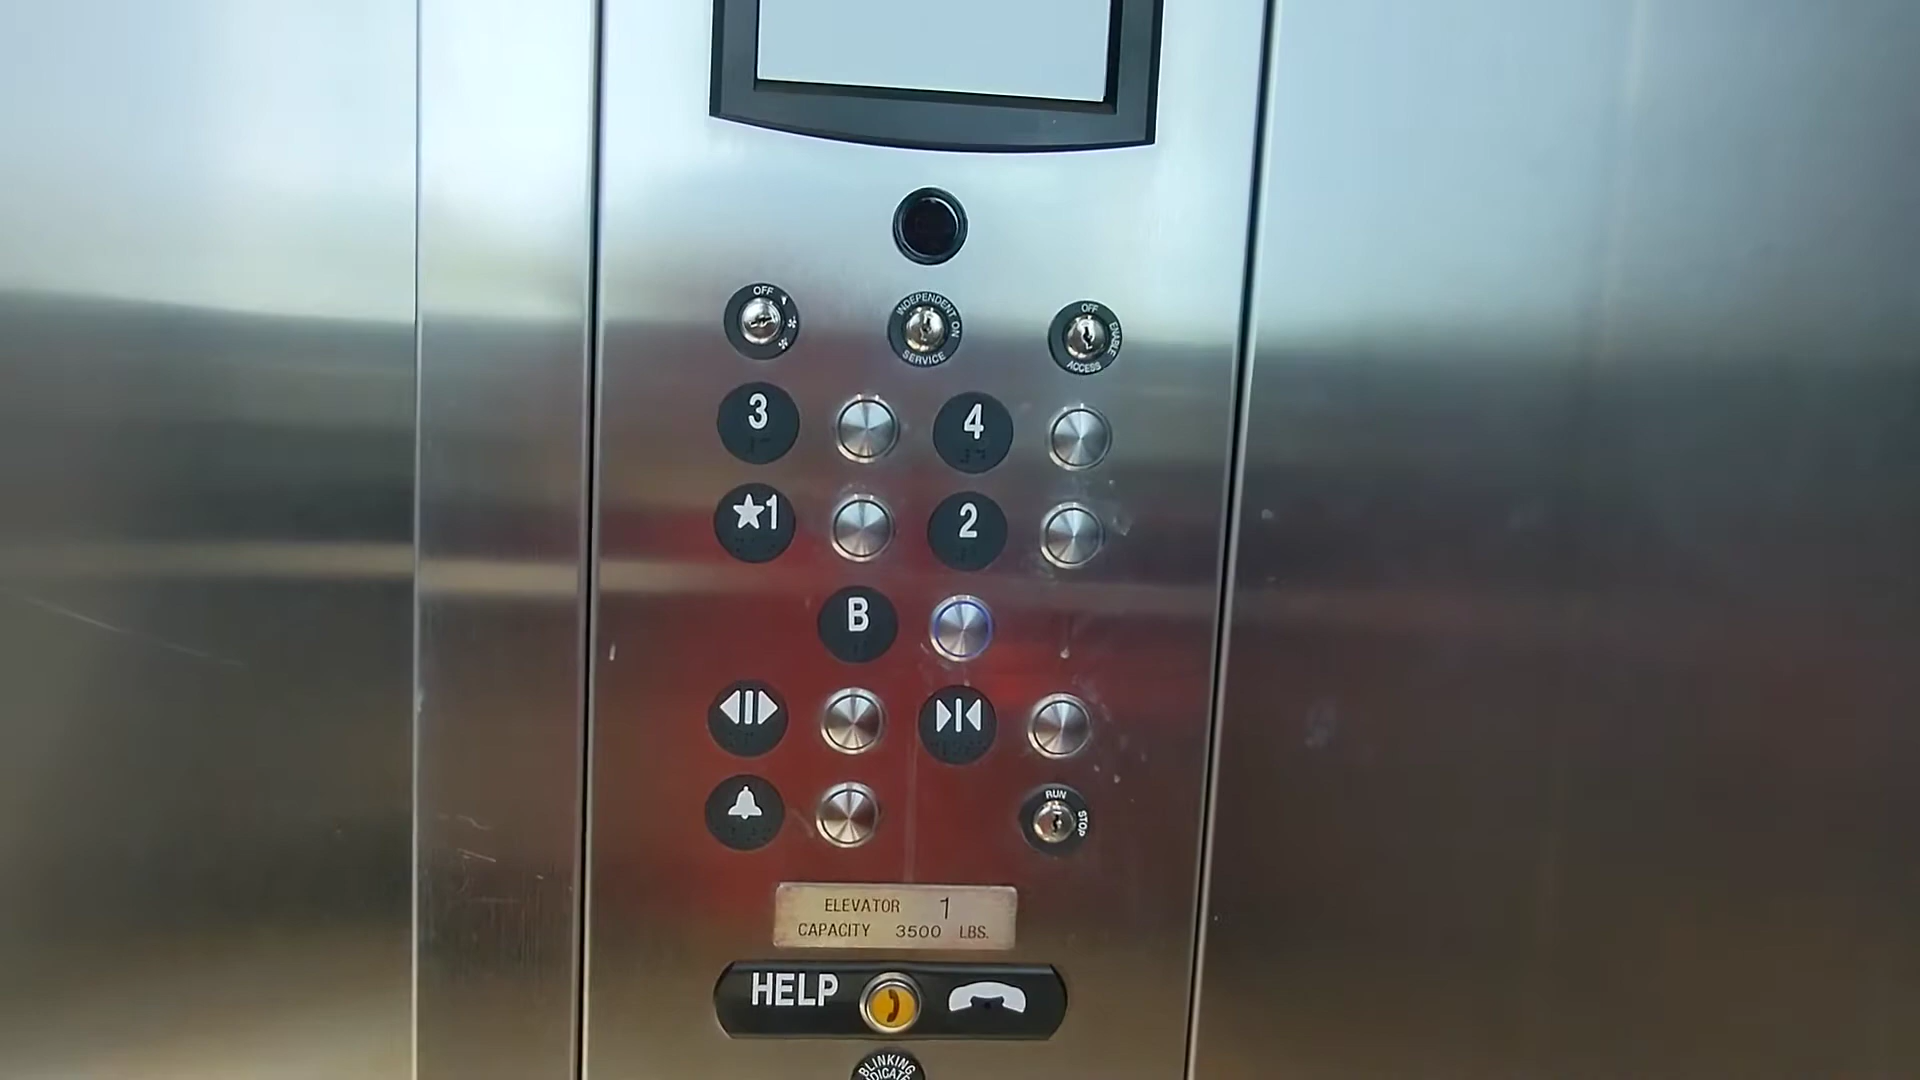 OFF
INDEPENDENT ON
SERVICE
OFF
ENABLE
ACCESS
3
4
★1
2
B
RUN
STOP
ELEVATOR 1
CAPACITY 3500 LBS.
HELP
BLINKING